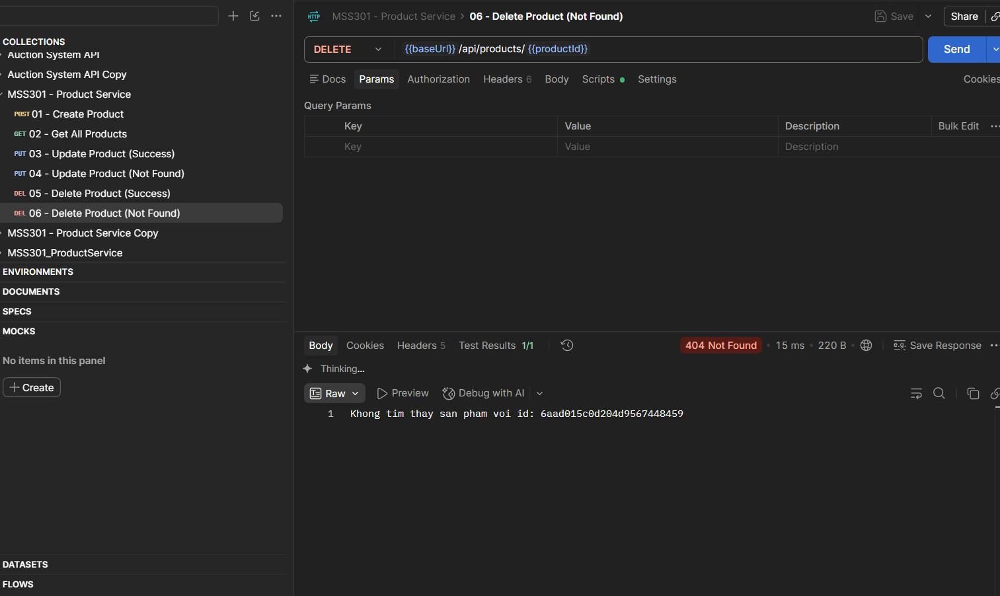 COLLECTIONS
Auction System API
Auction System API Copy
MSS301 - Product Service
POST 01 - Create Product
GET 02 - Get All Products
PUT 03 - Update Product (Success)
PUT 04 - Update Product (Not Found)
DEL 05 - Delete Product (Success)
DEL 06 - Delete Product (Not Found)
MSS301 - Product Service Copy
MSS301_ProductService
ENVIRONMENTS
DOCUMENTS
SPECS
MOCKS
No items in this panel
Create
DATASETS
FLOWS
HTTP MSS301 - Product Service > 06 - Delete Product (Not Found) Save Share
DELETE {{baseUrl}} /api/products/ {{productId}} Send
Docs Params Authorization Headers 6 Body Scripts Settings Cookies
Query Params
Key Value Description Bulk Edit
Key Value Description
Body Cookies Headers 5 Test Results 1/1 404 Not Found • 15 ms • 220 B • e.g. Save Response
Thinking...
Raw Preview Debug with AI
1 Khong tim thay san pham voi id: 6aad015c0d204d9567448459